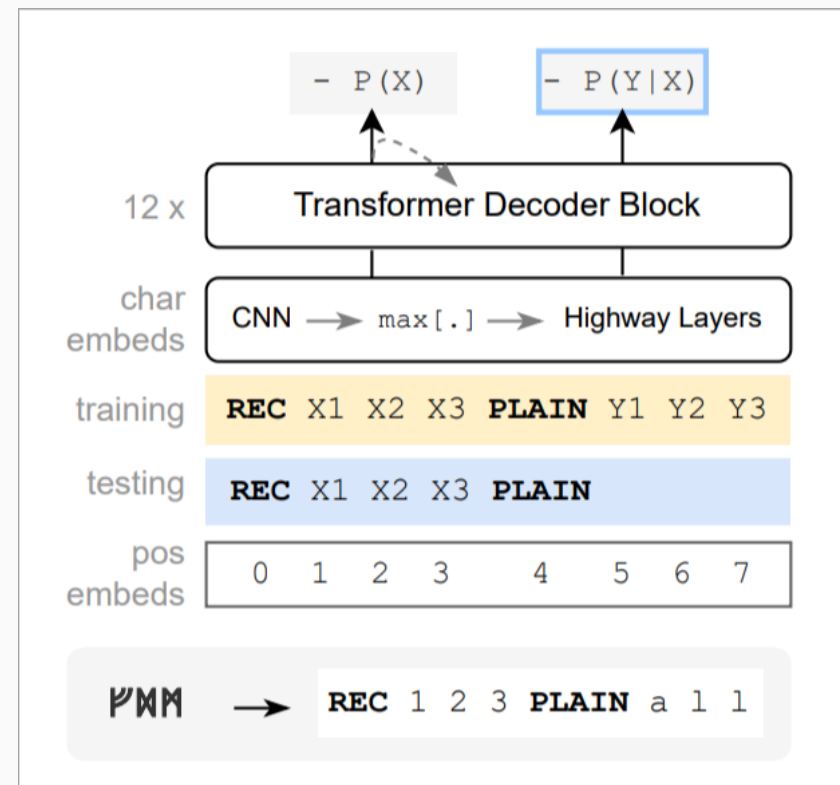 - P(X) - P(Y|X)
12 x Transformer Decoder Block
char embeds CNN max[.] Highway Layers
training REC X1 X2 X3 PLAIN Y1 Y2 Y3
testing REC X1 X2 X3 PLAIN
pos embeds 0 1 2 3 4 5 6 7
ᚠᛞᛗ REC 1 2 3 PLAIN a l l